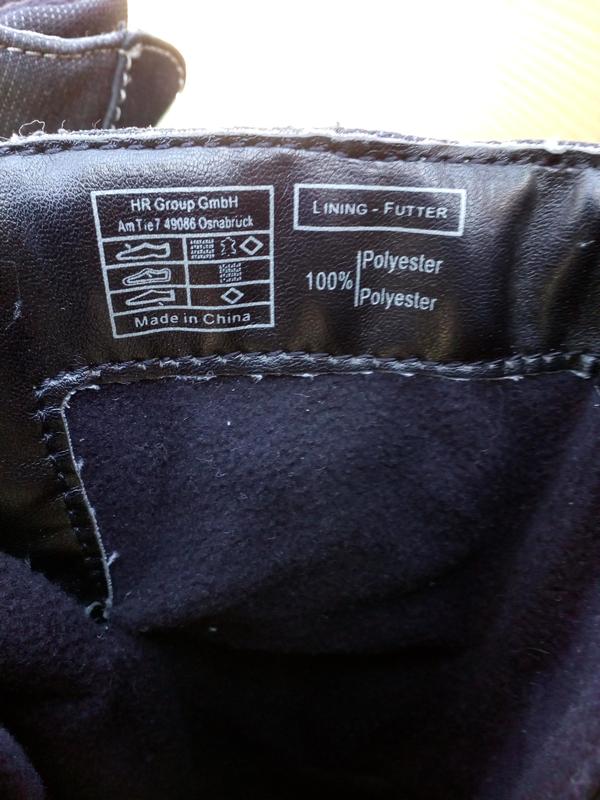 HR Group GmbH
Am Tie 7 49086 Osnabrück
Made in China
LINING - FUTTER
100% Polyester
Polyester